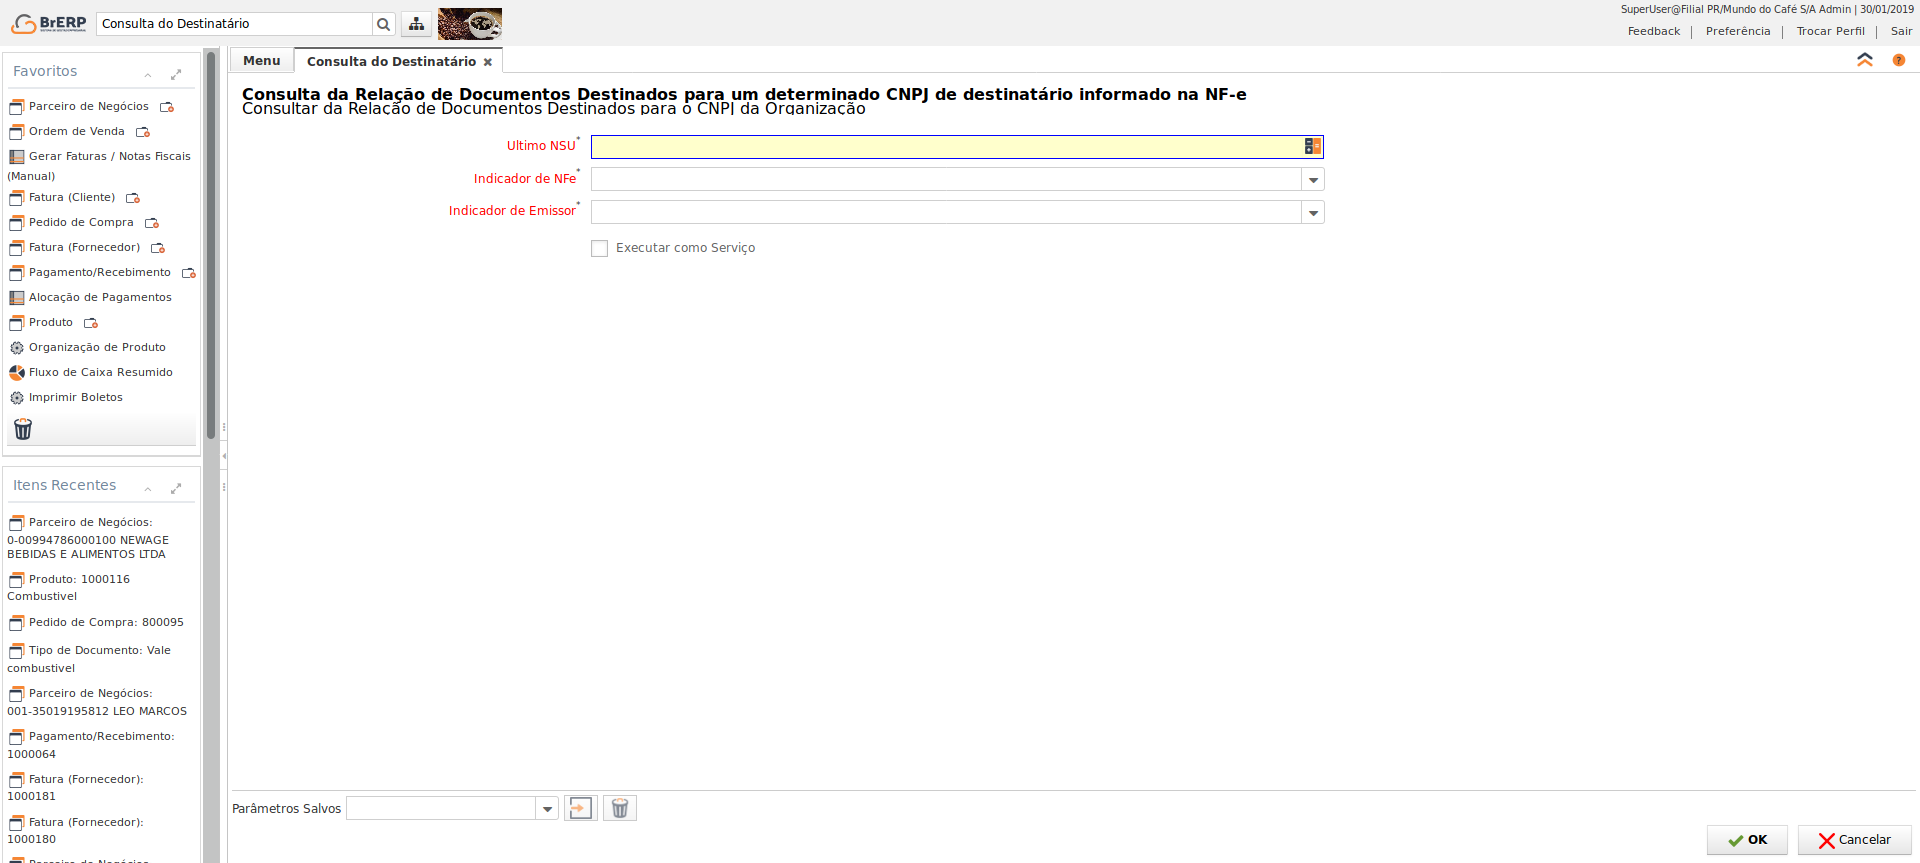 BrERP
Consulta do Destinatário
SuperUser@Filial PR/Mundo do Café S/A Admin | 30/01/2019
Feedback | Preferência | Trocar Perfil | Sair
Favoritos
Parceiro de Negócios
Ordem de Venda
Gerar Faturas / Notas Fiscais
(Manual)
Fatura (Cliente)
Pedido de Compra
Fatura (Fornecedor)
Pagamento/Recebimento
Alocação de Pagamentos
Produto
Organização de Produto
Fluxo de Caixa Resumido
Imprimir Boletos
Itens Recentes
Parceiro de Negócios:
0-00994786000100 NEWAGE
BEBIDAS E ALIMENTOS LTDA
Produto: 1000116
Combustivel
Pedido de Compra: 800095
Tipo de Documento: Vale
combustivel
Parceiro de Negócios:
001-35019195812 LEO MARCOS
Pagamento/Recebimento:
1000064
Fatura (Fornecedor):
1000181
Fatura (Fornecedor):
1000180
Parceiro de Negócios
Menu
Consulta do Destinatário
Consulta da Relação de Documentos Destinados para um determinado CNPJ de destinatário informado na NF-e
Consultar da Relação de Documentos Destinados para o CNPJ da Organização
Ultimo NSU*
Indicador de NFe*
Indicador de Emissor*
Executar como Serviço
Parâmetros Salvos
OK
Cancelar